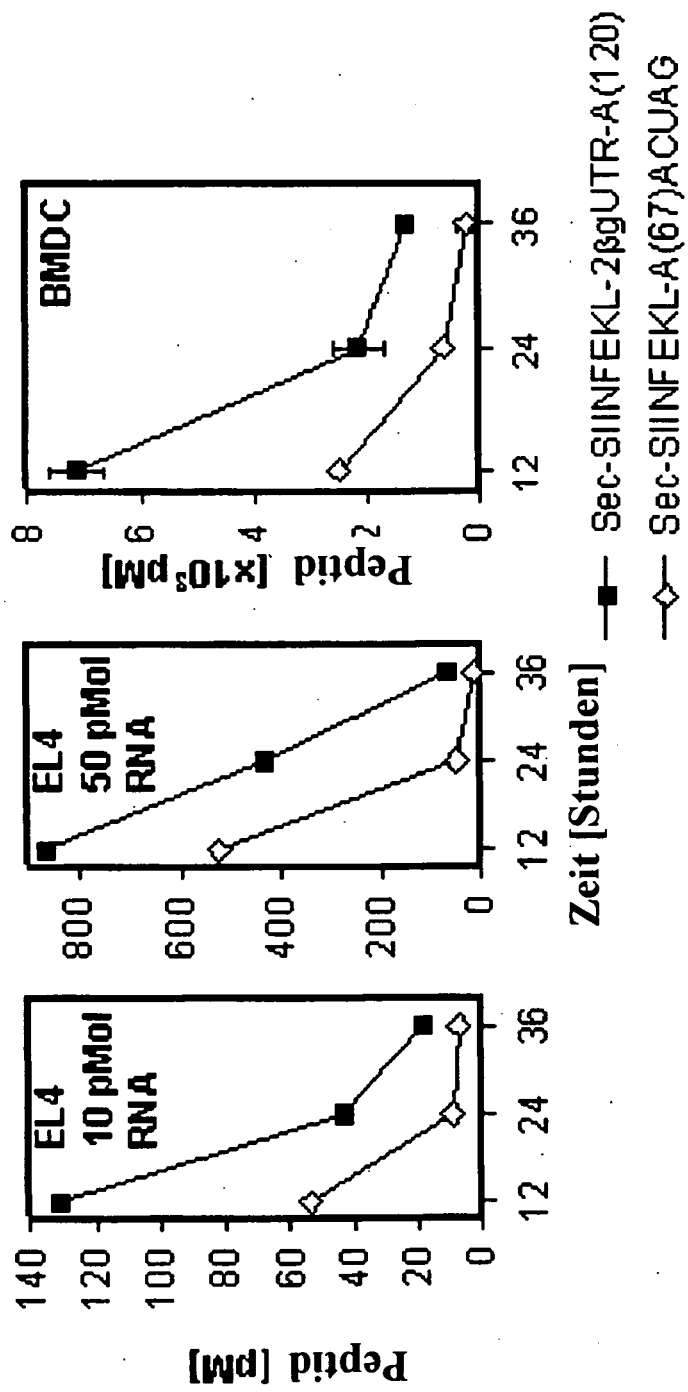 EL4
10 pMol
RNA
Peptid [pM]
140
120
100
80
60
40
20
0
12
24
36
EL4
50 pMol
RNA
800
600
400
200
0
12
24
36
BMDC
Peptid [x10⁵ pM]
8
6
4
2
0
12
24
36
Zeit [Stunden]
Sec-SIINFEKL-2βgUTR-A(120)
Sec-SIINFEKL-A(67)ACUAG